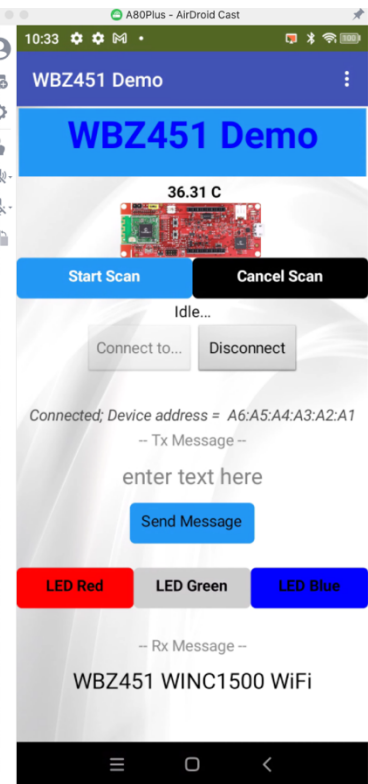 A80Plus - AirDroid Cast
10:33
100
WBZ451 Demo
WBZ451 Demo
36.31 C
Start Scan Cancel Scan
Idle...
Connect to... Disconnect
Connected; Device address = A6:A5:A4:A3:A2:A1
-- Tx Message --
enter text here
Send Message
LED Red LED Green LED Blue
-- Rx Message --
WBZ451 WINC1500 WiFi